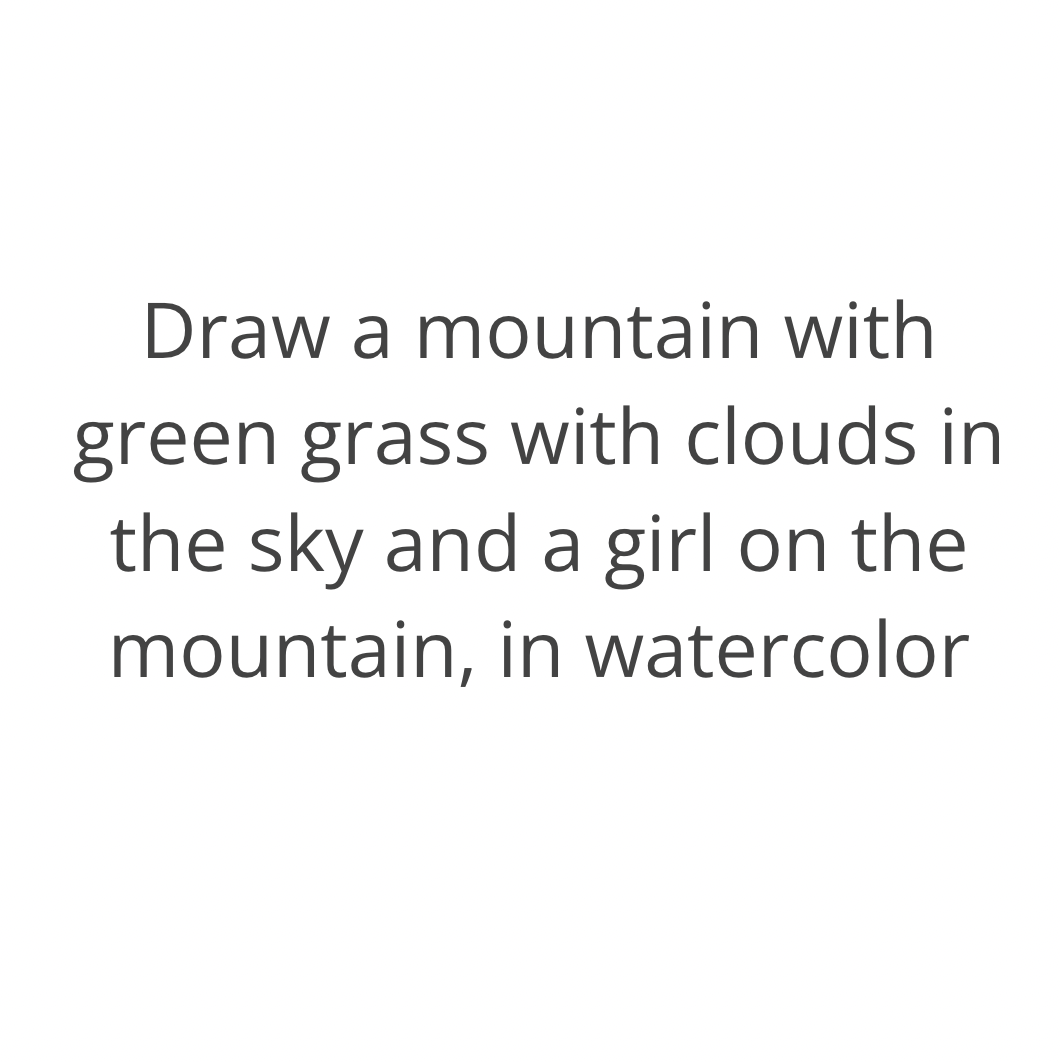 Draw a mountain with
green grass with clouds in
the sky and a girl on the
mountain, in watercolor